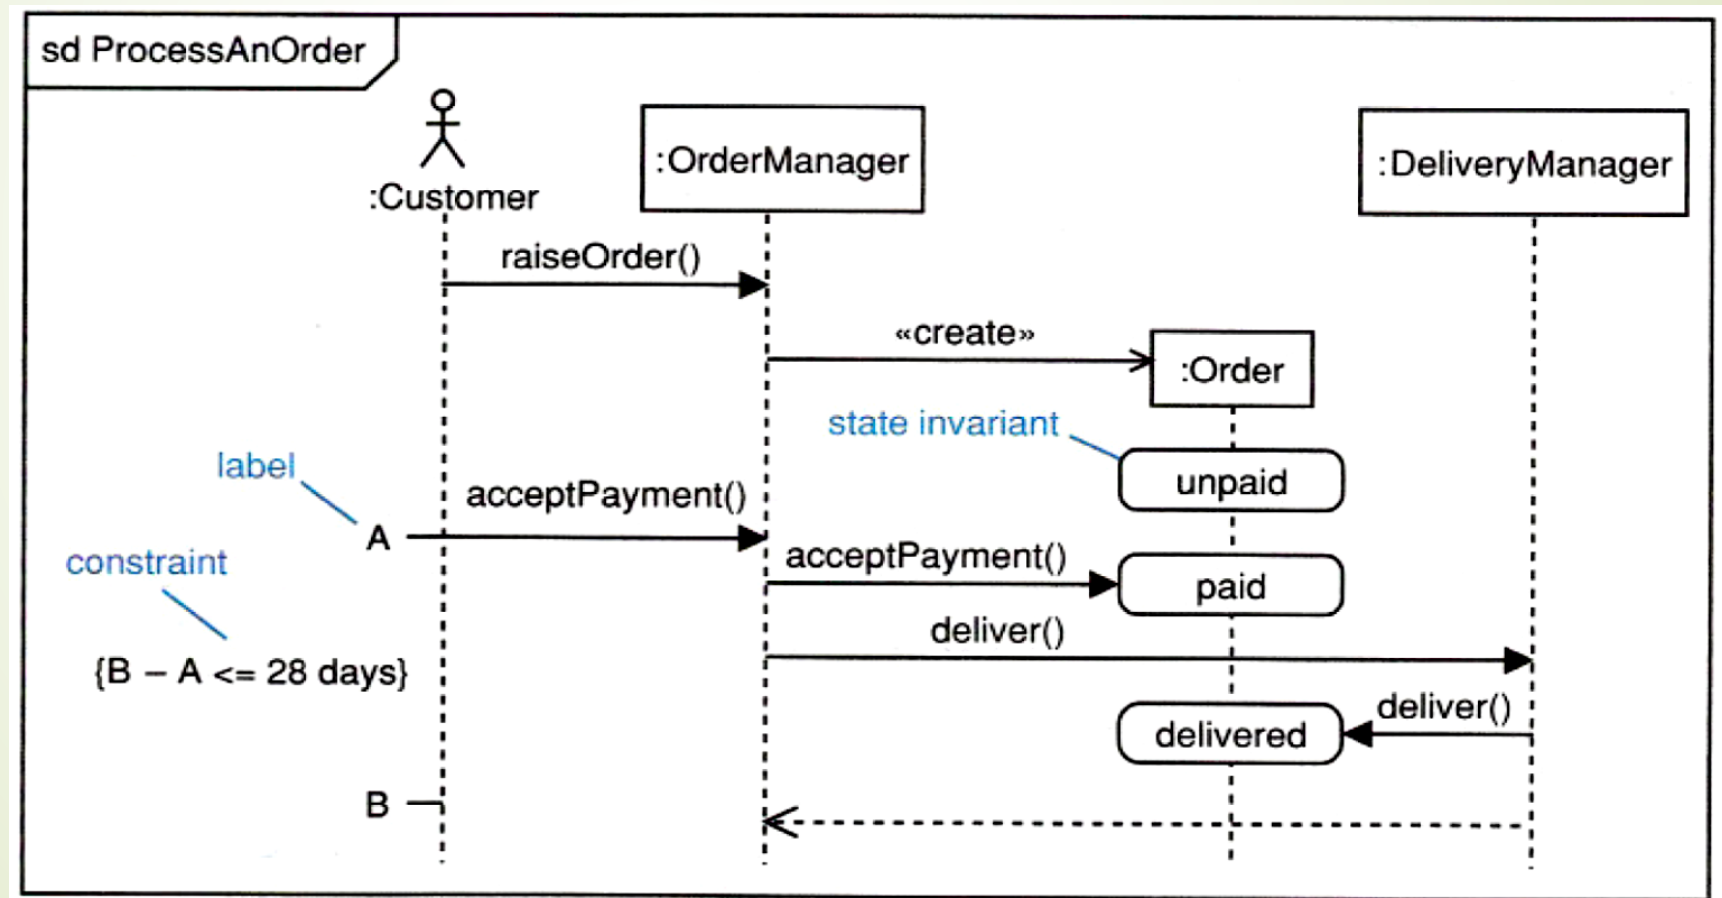 sd ProcessAnOrder
:Customer
:OrderManager
:DeliveryManager
raiseOrder()
«create»
:Order
state invariant
unpaid
label
acceptPayment()
A
constraint
acceptPayment()
paid
deliver()
{B – A <= 28 days}
deliver()
delivered
B